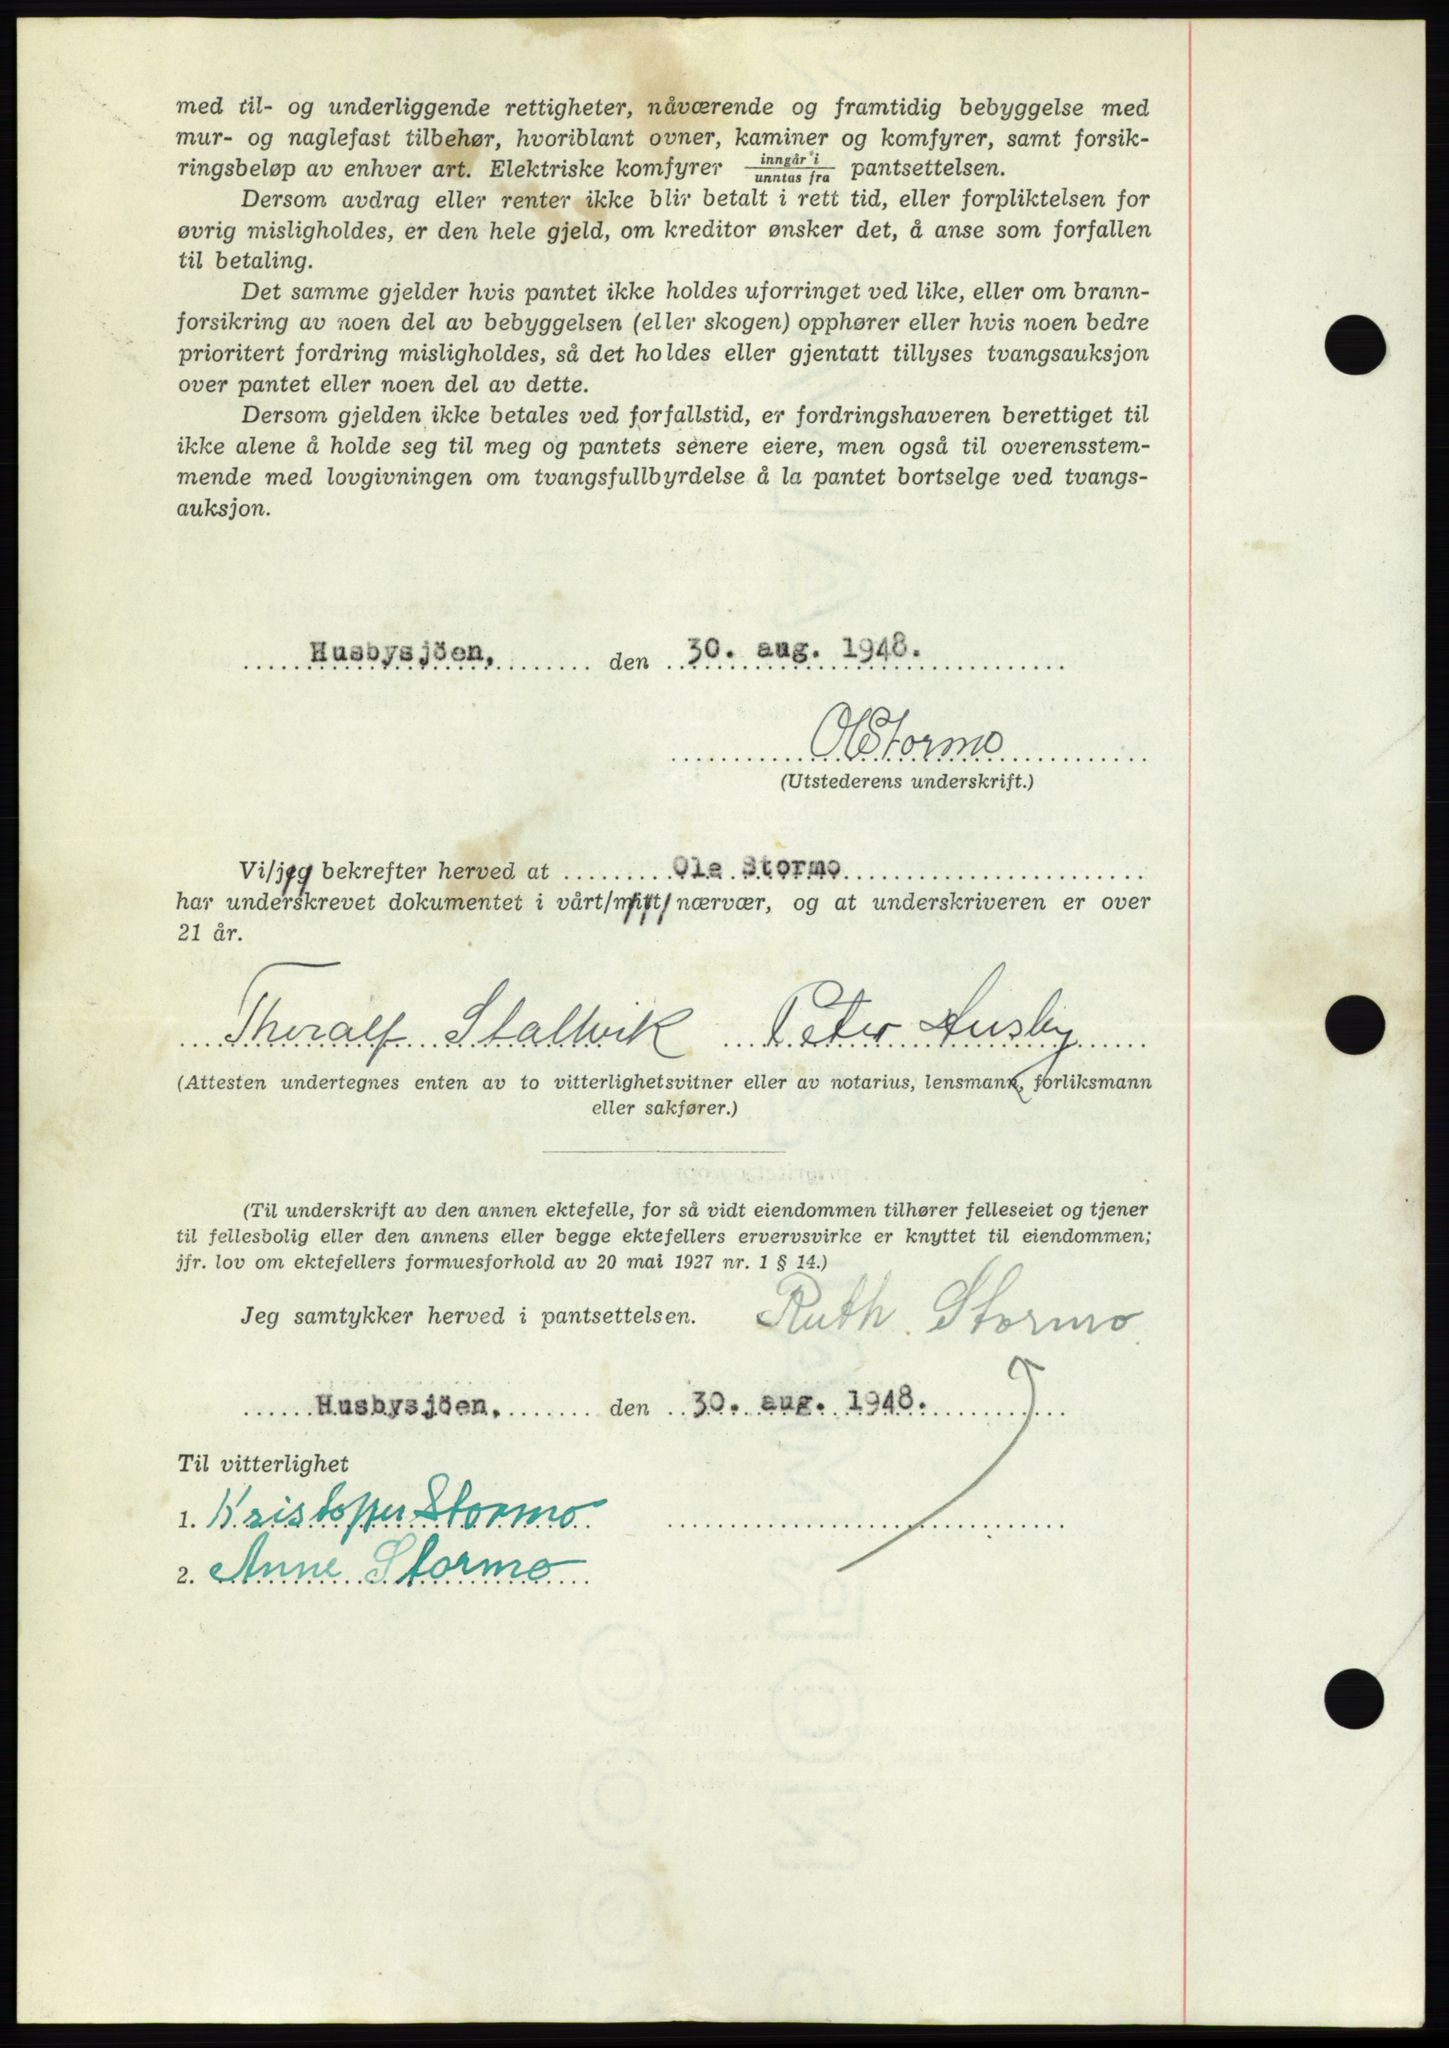 med til- og underliggende rettigheter, nåværende og framtidig bebyggelse med
mur- og naglefast tilbehør, hvoriblant ovner, kaminer og komfyrer, samt forsik-
ringsbeløp av enhver art. Elektriske komfyrer inngår i / unntas fra pantsettelsen.
Dersom avdrag eller renter ikke blir betalt i rett tid, eller forpliktelsen for
øvrig misligholdes, er den hele gjeld, om kreditor ønsker det, å anse som forfallen
til betaling.
Det samme gjelder hvis pantet ikke holdes uforringet ved like, eller om brann-
forsikring av noen del av bebyggelsen (eller skogen) opphører eller hvis noen bedre
prioritert fordring misligholdes, så det holdes eller gjentatt tillyses tvangsauksjon
over pantet eller noen del av dette.
Dersom gjelden ikke betales ved forfallstid, er fordringshaveren berettiget til
ikke alene å holde seg til meg og pantets senere eiere, men også til overensstem-
mende med lovgivningen om tvangsfullbyrdelse å la pantet bortselge ved tvangs-
auksjon.
Husbysjöen, den 30. aug. 1948.
OlStormo
(Utstederens underskrift.)
Vi/jeg bekrefter herved at Ole Stormo
har underskrevet dokumentet i vårt/mitt/ nærvær, og at underskriveren er over
21 år.
Thoralf Stallvik Peter Husby
(Attesten undertegnes enten av to vitterlighetsvitner eller av notarius, lensmann, forliksmann
eller sakfører.)
(Til underskrift av den annen ektefelle, for så vidt eiendommen tilhører felleseiet og tjener
til fellesbolig eller den annens eller begge ektefellers ervervsvirke er knyttet til eiendommen;
jfr. lov om ektefellers formuesforhold av 20 mai 1927 nr. 1 § 14.)
Jeg samtykker herved i pantsettelsen. Ruth Stormo
Husbysjöen, den 30. aug. 1948.
Til vitterlighet
1. Kristoffer Stormo
2. Anne Stormo